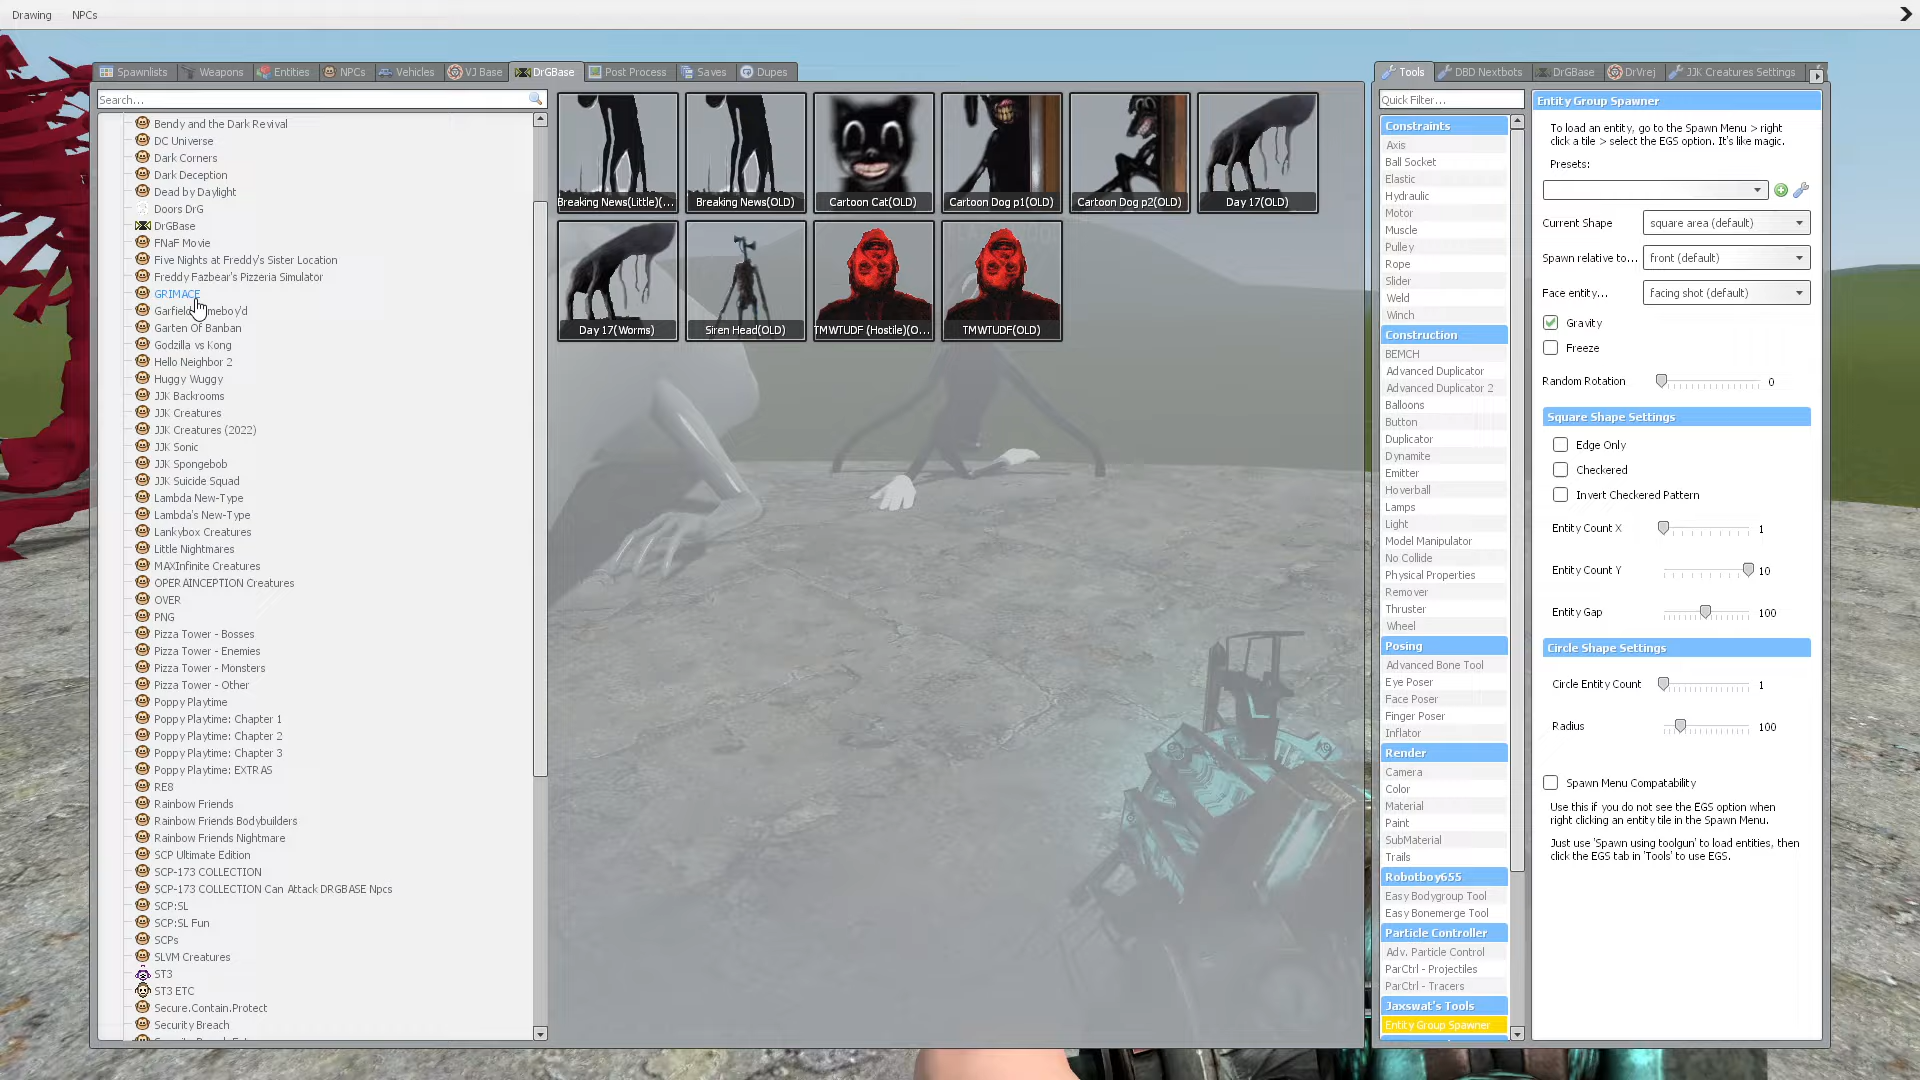 Drawing NPCs
Spawnlists Weapons Entities NPCs Vehicles VJ Base DrGBase Post Process Saves Dupes
Search...
Bendy and the Dark Revival
DC Universe
Dark Corners
Dark Deception
Dead by Daylight
Doors DrG
DrGBase
FNaF Movie
Five Nights at Freddy's Sister Location
Freddy Fazbear's Pizzeria Simulator
GRIMACE
Garfield meboy'd
Garten Of Banban
Godzilla vs Kong
Hello Neighbor 2
Huggy Wuggy
JJK Backrooms
JJK Creatures
JJK Creatures (2022)
JJK Sonic
JJK Spongebob
JJK Suicide Squad
Lambda New-Type
Lambda's New-Type
Lankybox Creatures
Little Nightmares
MAXInfinite Creatures
OPERAINCEPTION Creatures
OVER
PNG
Pizza Tower - Bosses
Pizza Tower - Enemies
Pizza Tower - Monsters
Pizza Tower - Other
Poppy Playtime
Poppy Playtime: Chapter 1
Poppy Playtime: Chapter 2
Poppy Playtime: Chapter 3
Poppy Playtime: EXTRAS
RE8
Rainbow Friends
Rainbow Friends Bodybuilders
Rainbow Friends Nightmare
SCP Ultimate Edition
SCP-173 COLLECTION
SCP-173 COLLECTION Can Attack DRGBASE Npcs
SCP:SL
SCP:SL Fun
SCPs
SLVM Creatures
ST3
ST3 ETC
Secure.Contain.Protect
Security Breach
Breaking News(Little)(... Breaking News(OLD) Cartoon Cat(OLD) Cartoon Dog p1(OLD) Cartoon Dog p2(OLD) Day 17(OLD)
Day 17(Worms) Siren Head(OLD) TMWTUDF (Hostile)(O... TMWTUDF(OLD)
Tools DBD Nextbots DrGBase DrVrej JJK Creatures Settings
Quick Filter...
Constraints
Axis
Ball Socket
Elastic
Hydraulic
Motor
Muscle
Pulley
Rope
Slider
Weld
Winch
Construction
BEMCH
Advanced Duplicator
Advanced Duplicator 2
Balloons
Button
Duplicator
Dynamite
Emitter
Hoverball
Lamps
Light
Model Manipulator
No Collide
Physical Properties
Remover
Thruster
Wheel
Posing
Advanced Bone Tool
Eye Poser
Face Poser
Finger Poser
Inflator
Render
Camera
Color
Material
Paint
SubMaterial
Trails
Robotboy655
Easy Bodygroup Tool
Easy Bonemerge Tool
Particle Controller
Adv. Particle Control
ParCtrl - Projectiles
ParCtrl - Tracers
Jaxswat's Tools
Entity Group Spawner
Entity Group Spawner
To load an entity, go to the Spawn Menu > right
click a tile > select the EGS option. It's like magic.
Presets:
Current Shape square area (default)
Spawn relative to... front (default)
Face entity... facing shot (default)
Gravity
Freeze
Random Rotation 0
Square Shape Settings
Edge Only
Checkered
Invert Checkered Pattern
Entity Count X 1
Entity Count Y 10
Entity Gap 100
Circle Shape Settings
Circle Entity Count 1
Radius 100
Spawn Menu Compatability
Use this if you do not see the EGS option when
right clicking an entity tile in the Spawn Menu.
Just use 'Spawn using toolgun' to load entities, then
click the EGS tab in 'Tools' to use EGS.